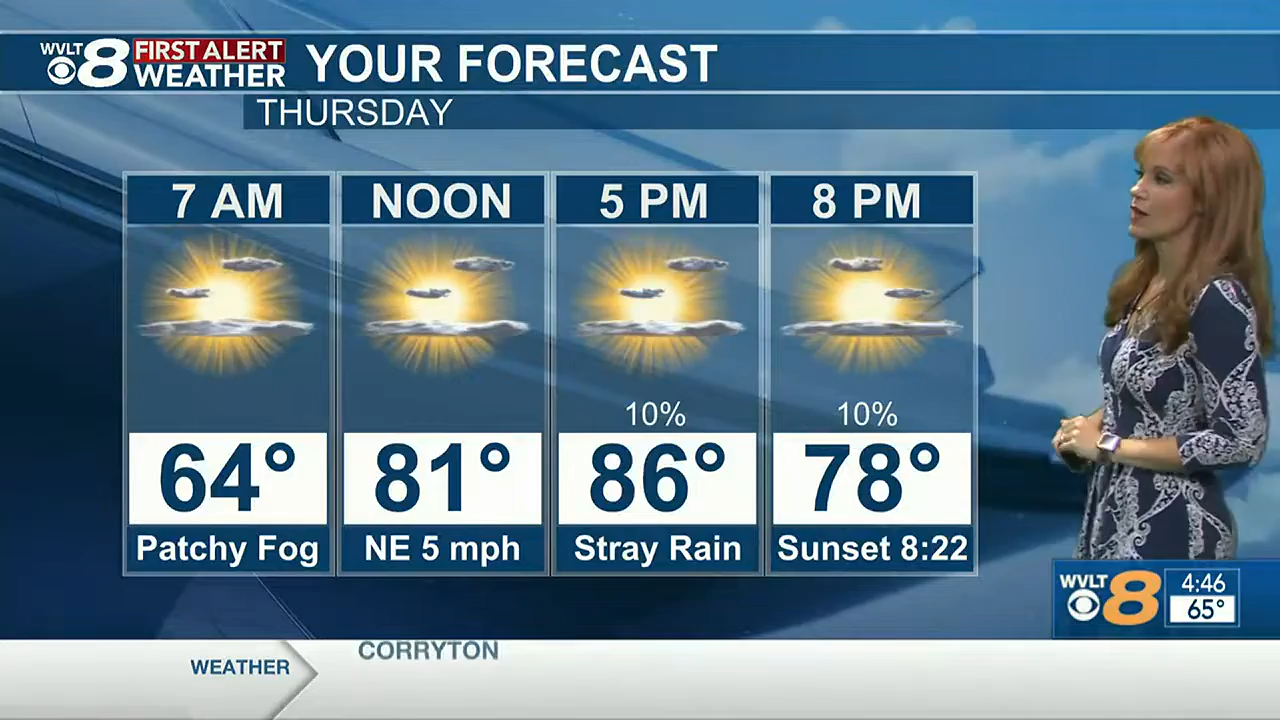 WVLT 8 FIRST ALERT WEATHER
YOUR FORECAST
THURSDAY
7 AM
64°
Patchy Fog
NOON
81°
NE 5 mph
5 PM
10%
86°
Stray Rain
8 PM
10%
78°
Sunset 8:22
WVLT 8
4:46
65°
WEATHER
CORRYTON